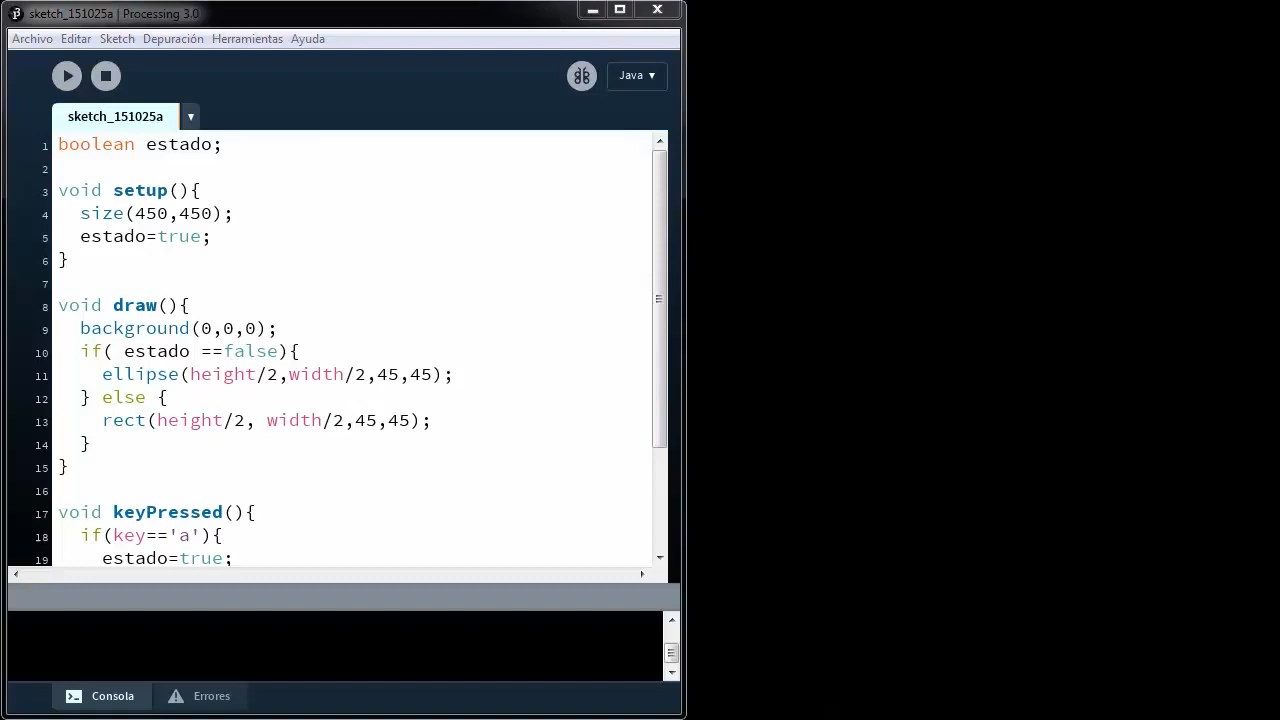 sketch_151025a | Processing 3.0
Archivo Editar Sketch Depuración Herramientas Ayuda
Java ▾
sketch_151025a ▾
1 boolean estado;
2
3 void setup(){
4   size(450,450);
5   estado=true;
6 }
7
8 void draw(){
9   background(0,0,0);
10   if( estado ==false){
11     ellipse(height/2,width/2,45,45);
12   } else {
13     rect(height/2, width/2,45,45);
14   }
15 }
16
17 void keyPressed(){
18   if(key=='a'){
19     estado=true;
Consola Errores